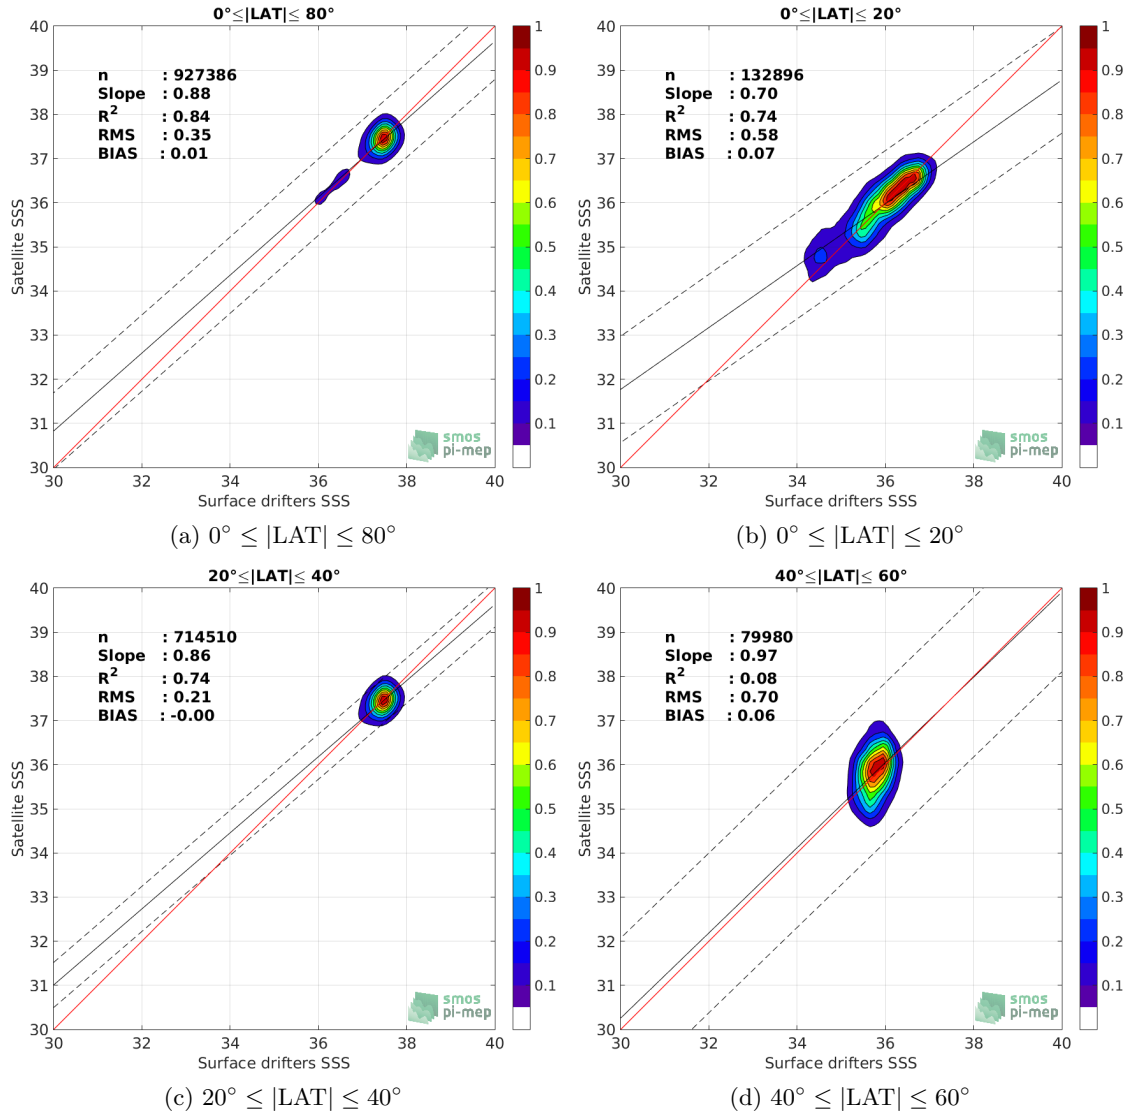 0°≤|LAT|≤ 80°
n : 927386
Slope : 0.88
R² : 0.84
RMS : 0.35
BIAS : 0.01
Satellite SSS
40
39
38
37
36
35
34
33
32
31
30
30 32 34 36 38 40
Surface drifters SSS
1
0.9
0.8
0.7
0.6
0.5
0.4
0.3
0.2
0.1
smos
pi-mep
(a) 0° ≤ |LAT| ≤ 80°
0°≤|LAT|≤ 20°
n : 132896
Slope : 0.70
R² : 0.74
RMS : 0.58
BIAS : 0.07
Satellite SSS
40
39
38
37
36
35
34
33
32
31
30
30 32 34 36 38 40
Surface drifters SSS
1
0.9
0.8
0.7
0.6
0.5
0.4
0.3
0.2
0.1
smos
pi-mep
(b) 0° ≤ |LAT| ≤ 20°
20°≤|LAT|≤ 40°
n : 714510
Slope : 0.86
R² : 0.74
RMS : 0.21
BIAS : -0.00
Satellite SSS
40
39
38
37
36
35
34
33
32
31
30
30 32 34 36 38 40
Surface drifters SSS
1
0.9
0.8
0.7
0.6
0.5
0.4
0.3
0.2
0.1
smos
pi-mep
(c) 20° ≤ |LAT| ≤ 40°
40°≤|LAT|≤ 60°
n : 79980
Slope : 0.97
R² : 0.08
RMS : 0.70
BIAS : 0.06
Satellite SSS
40
39
38
37
36
35
34
33
32
31
30
30 32 34 36 38 40
Surface drifters SSS
1
0.9
0.8
0.7
0.6
0.5
0.4
0.3
0.2
0.1
smos
pi-mep
(d) 40° ≤ |LAT| ≤ 60°